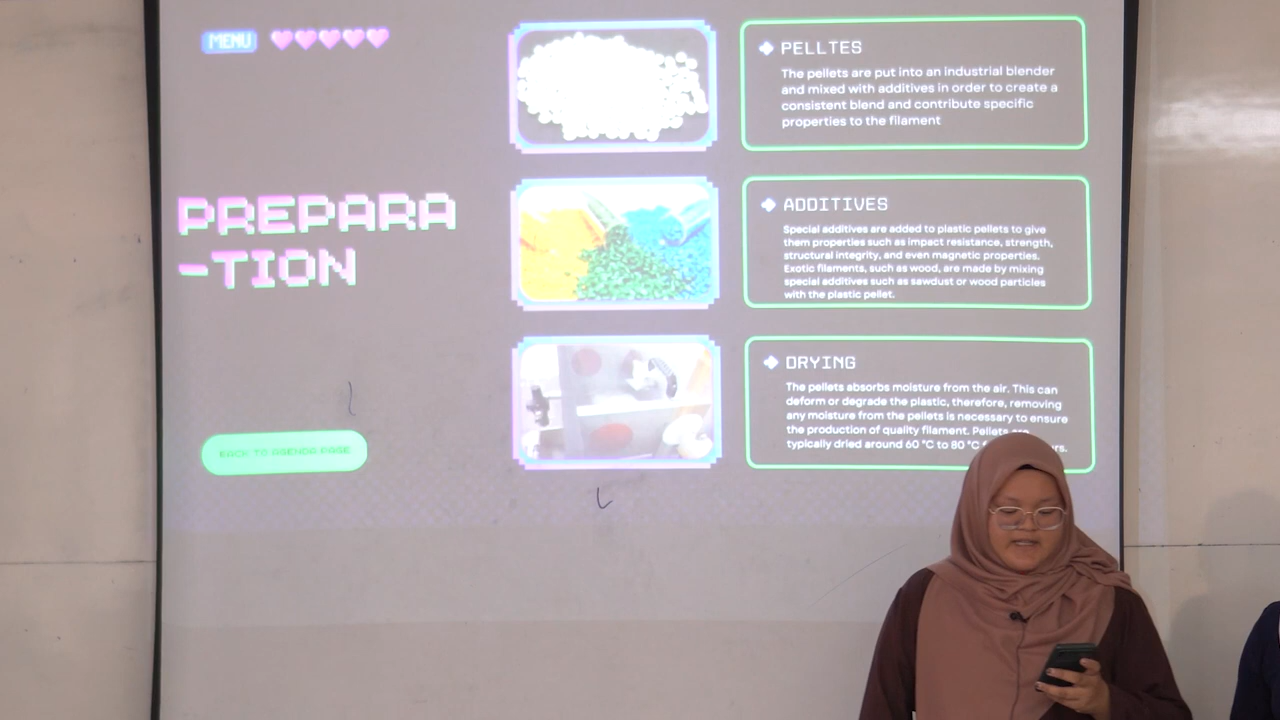 MENU
PREPARA
-TION
BACK TO AGENDA PAGE
PELLTES
The pellets are put into an industrial blender
and mixed with additives in order to create a
consistent blend and contribute specific
properties to the filament
ADDITIVES
Special additives are added to plastic pellets to give
them properties such as impact resistance, strength,
structural integrity, and even magnetic properties.
Exotic filaments, such as wood, are made by mixing
special additives such as sawdust or wood particles
with the plastic pellet.
DRYING
The pellets absorbs moisture from the air. This can
deform or degrade the plastic, therefore, removing
any moisture from the pellets is necessary to ensure
the production of quality filament. Pellets are
typically dried around 60 °C to 80 °C